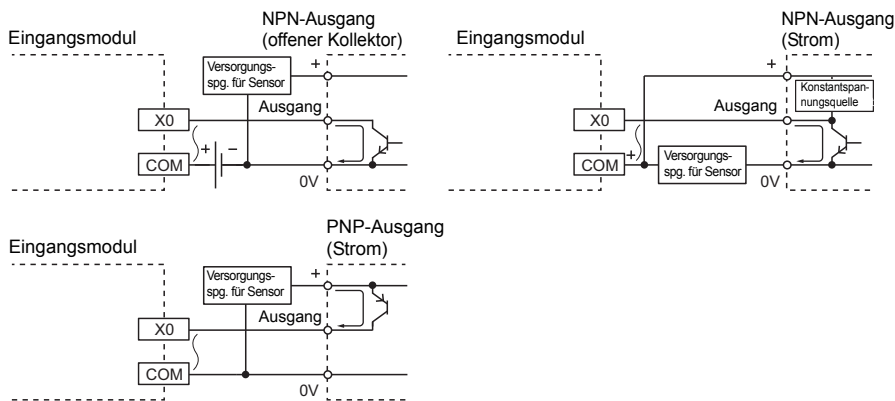 NPN-Ausgang
(offener Kollektor)
Eingangsmodul
Versorgungs-
spg. für Sensor
+
Ausgang
X0
+
−
COM
0V
NPN-Ausgang
(Strom)
Eingangsmodul
+
Konstantspan-
nungsquelle
Ausgang
X0
COM
+
Versorgungs-
spg. für Sensor
0V
PNP-Ausgang
(Strom)
Eingangsmodul
Versorgungs-
spg. für Sensor
+
Ausgang
X0
COM
0V